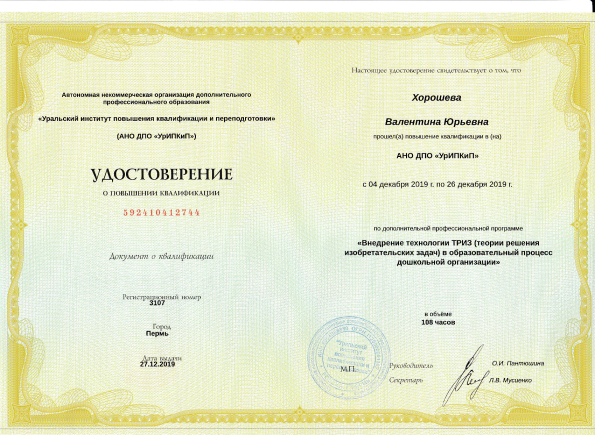 Автономная некоммерческая организация дополнительного
профессионального образования
«Уральский институт повышения квалификации и переподготовки»
(АНО ДПО «УрИПКиП»)
УДОСТОВЕРЕНИЕ
О ПОВЫШЕНИИ КВАЛИФИКАЦИИ
592410412744
Документ о квалификации
Регистрационный номер
3107
Город
Пермь
Дата выдачи
27.12.2019
Настоящее удостоверение свидетельствует о том, что
Хорошева
Валентина Юрьевна
прошел(а) повышение квалификации в (на)
АНО ДПО «УрИПКиП»
с 04 декабря 2019 г. по 26 декабря 2019 г.
по дополнительной профессиональной программе
«Внедрение технологии ТРИЗ (теории решения
изобретательских задач) в образовательный процесс
дошкольной организации»
в объёме
108 часов
М.П.
Руководитель
О.И. Пантюшина
Секретарь
Л.В. Мусиенко